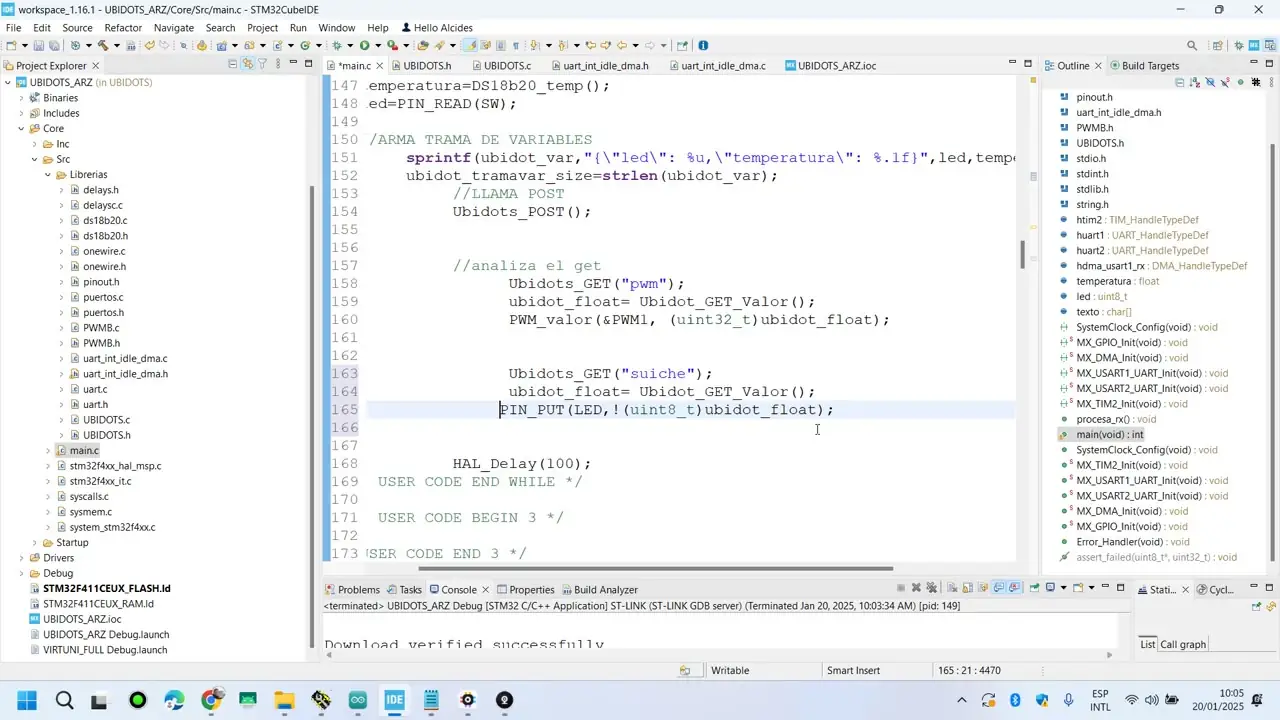 workspace_1.16.1 - UBIDOTS_ARZ/Core/Src/main.c - STM32CubeIDE
File Edit Source Refactor Navigate Search Project Run Window Help Hello Alcides
Project Explorer
UBIDOTS_ARZ (in UBIDOTS)
Binaries
Includes
Core
Inc
Src
Librerias
delays.h
delaysc.c
ds18b20.c
ds18b20.h
onewire.c
onewire.h
pinout.h
puertos.c
puertos.h
PWMB.c
PWMB.h
uart_int_idle_dma.c
uart_int_idle_dma.h
uart.c
uart.h
UBIDOTS.c
UBIDOTS.h
main.c
stm32f4xx_hal_msp.c
stm32f4xx_it.c
syscalls.c
sysmem.c
system_stm32f4xx.c
Startup
Drivers
Debug
STM32F411CEUX_FLASH.ld
STM32F411CEUX_RAM.ld
UBIDOTS_ARZ.ioc
UBIDOTS_ARZ Debug.launch
VIRTUNI_FULL Debug.launch
*main.c UBIDOTS.h UBIDOTS.c uart_int_idle_dma.h uart_int_idle_dma.c UBIDOTS_ARZ.ioc
147 emperatura=DS18b20_temp();
148 ed=PIN_READ(SW);
149
150 /ARMA TRAMA DE VARIABLES
151 sprintf(ubidot_var,"{\"led\": %u,\"temperatura\": %.1f}",led,tempe
152 ubidot_tramavar_size=strlen(ubidot_var);
153 //LLAMA POST
154 Ubidots_POST();
155
156
157 //analiza el get
158 Ubidots_GET("pwm");
159 ubidot_float= Ubidot_GET_Valor();
160 PWM_valor(&PWM1, (uint32_t)ubidot_float);
161
162
163 Ubidots_GET("suiche");
164 ubidot_float= Ubidot_GET_Valor();
165 PIN_PUT(LED,!(uint8_t)ubidot_float);
166
167
168 HAL_Delay(100);
169 USER CODE END WHILE */
170
171 USER CODE BEGIN 3 */
172
173 SER CODE END 3 */
Outline Build Targets
pinout.h
uart_int_idle_dma.h
PWMB.h
UBIDOTS.h
stdio.h
stdint.h
stdlib.h
string.h
htim2 : TIM_HandleTypeDef
huart1 : UART_HandleTypeDef
huart2 : UART_HandleTypeDef
hdma_usart1_rx : DMA_HandleTypeDef
temperatura : float
led : uint8_t
texto : char[]
SystemClock_Config(void) : void
MX_GPIO_Init(void) : void
MX_DMA_Init(void) : void
MX_USART1_UART_Init(void) : void
MX_USART2_UART_Init(void) : void
MX_TIM2_Init(void) : void
procesa_rx() : void
main(void) : int
SystemClock_Config(void) : void
MX_TIM2_Init(void) : void
MX_USART1_UART_Init(void) : void
MX_USART2_UART_Init(void) : void
MX_DMA_Init(void) : void
MX_GPIO_Init(void) : void
Error_Handler(void) : void
assert_failed(uint8_t*, uint32_t) : void
Problems Tasks Console Properties Build Analyzer
<terminated> UBIDOTS_ARZ Debug [STM32 C/C++ Application] ST-LINK (ST-LINK GDB server) (Terminated Jan 20, 2025, 10:03:34 AM) [pid: 149]
Download verified successfully
Stati... Cycl...
List Call graph
Writable Smart Insert 165 : 21 : 4470
IDE
ESP
INTL
10:05
20/01/2025